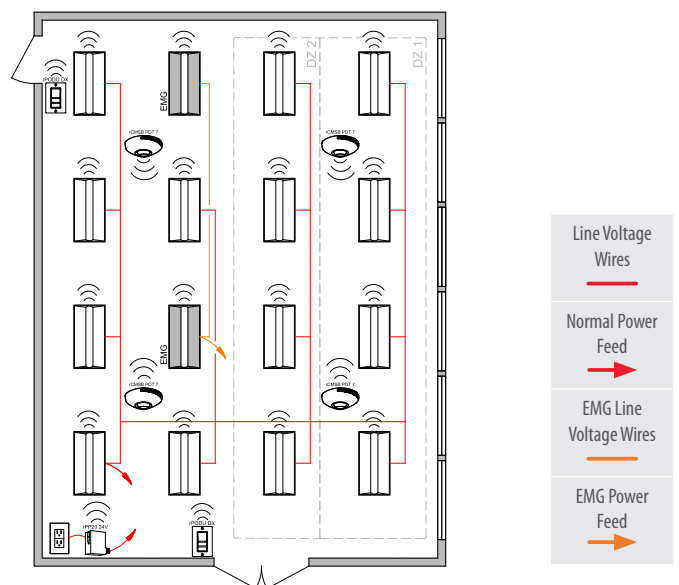 rPODU DX
EMG
DZ 2
DZ 1
rCMSB PDT 7
rCMSB PDT 7
EMG
rCMSB PDT 7
rCMSB PDT 7
rPP20 24V
rPODU DX
Line Voltage
Wires
Normal Power
Feed
EMG Line
Voltage Wires
EMG Power
Feed